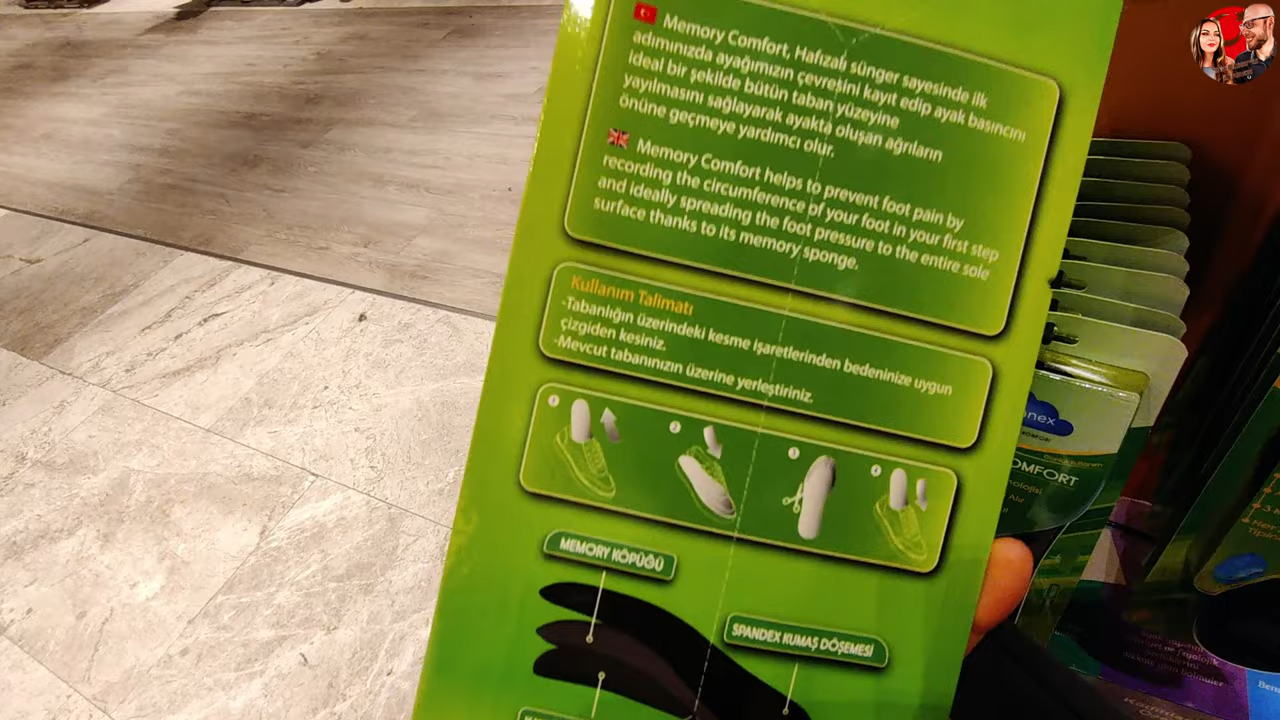 Memory Comfort, Hafızalı sünger sayesinde ilk
adımınızda ayağımızın çevresini kayıt edip ayak basıncını
ideal bir şekilde bütün taban yüzeyine
yayılmasını sağlayarak ayakta oluşan ağrıların
önüne geçmeye yardımcı olur.
Memory Comfort helps to prevent foot pain by
recording the circumference of your foot in your first step
and ideally spreading the foot pressure to the entire sole
surface thanks to its memory sponge.
Kullanım Talimatı
-Tabanlığın üzerindeki kesme işaretlerinden bedeninize uygun
çizgiden kesiniz.
-Mevcut tabanınızın üzerine yerleştiriniz.
1
2
3
4
MEMORY KÖPÜĞÜ
SPANDEX KUMAŞ DÖŞEMESİ
nex
OMFORT